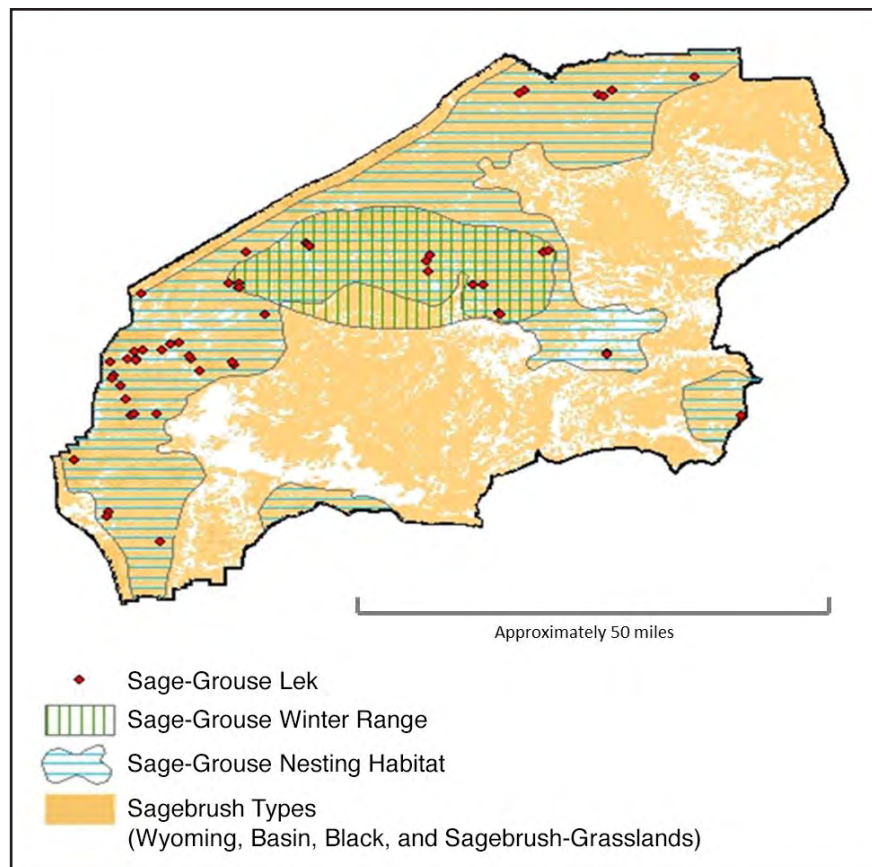 Approximately 50 miles
Sage-Grouse Lek
Sage-Grouse Winter Range
Sage-Grouse Nesting Habitat
Sagebrush Types
(Wyoming, Basin, Black, and Sagebrush-Grasslands)